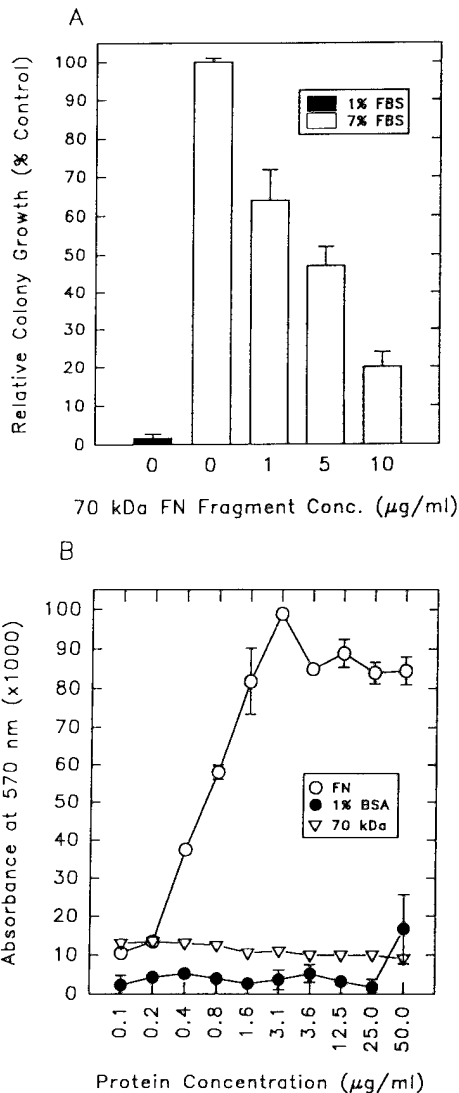 A
Relative Colony Growth (% Control)
100
90
80
70
60
50
40
30
20
10
0
1% FBS
7% FBS
0 0 1 5 10
70 kDa FN Fragment Conc. (μg/ml)
B
Absorbance at 570 nm (x1000)
100
90
80
70
60
50
40
30
20
10
0
FN
1% BSA
70 kDa
0.1 0.2 0.4 0.8 1.6 3.1 3.6 12.5 25.0 50.0
Protein Concentration (μg/ml)